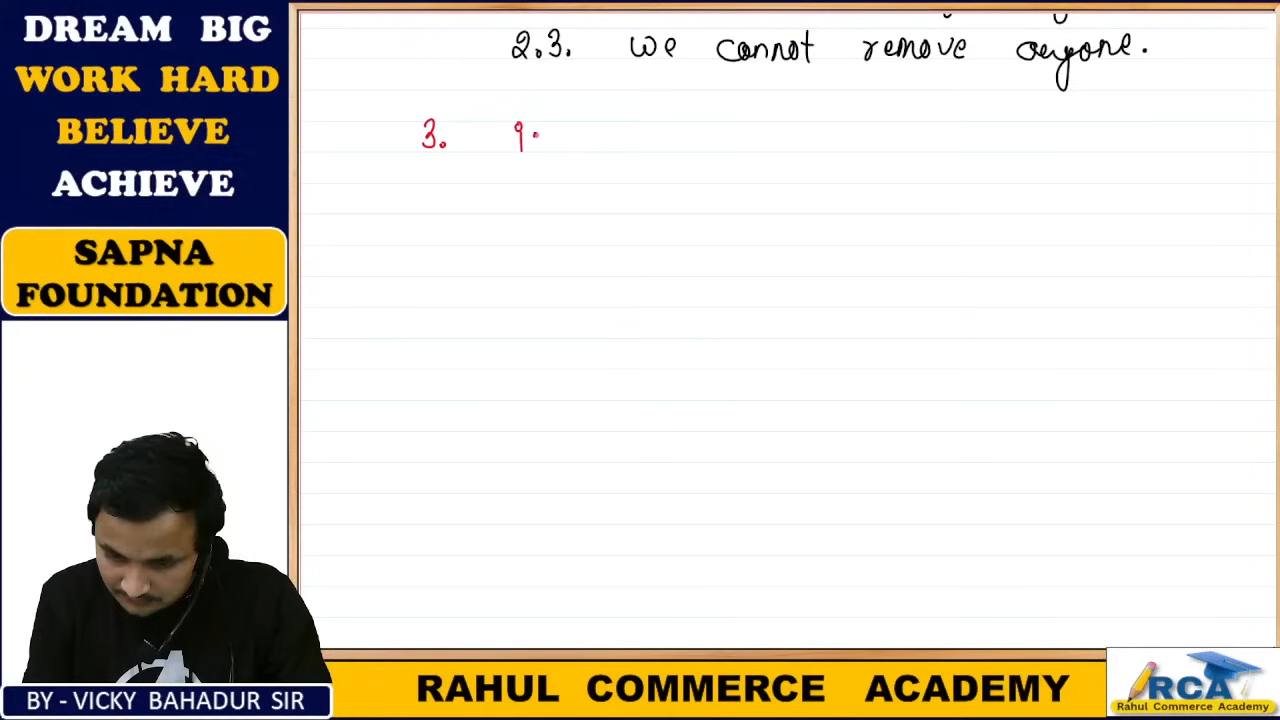 DREAM BIG
WORK HARD
BELIEVE
ACHIEVE
SAPNA
FOUNDATION
2.3. we cannot remove anyone.
3. 9.
BY - VICKY BAHADUR SIR
RAHUL COMMERCE ACADEMY
RCA
Rahul Commerce Academy